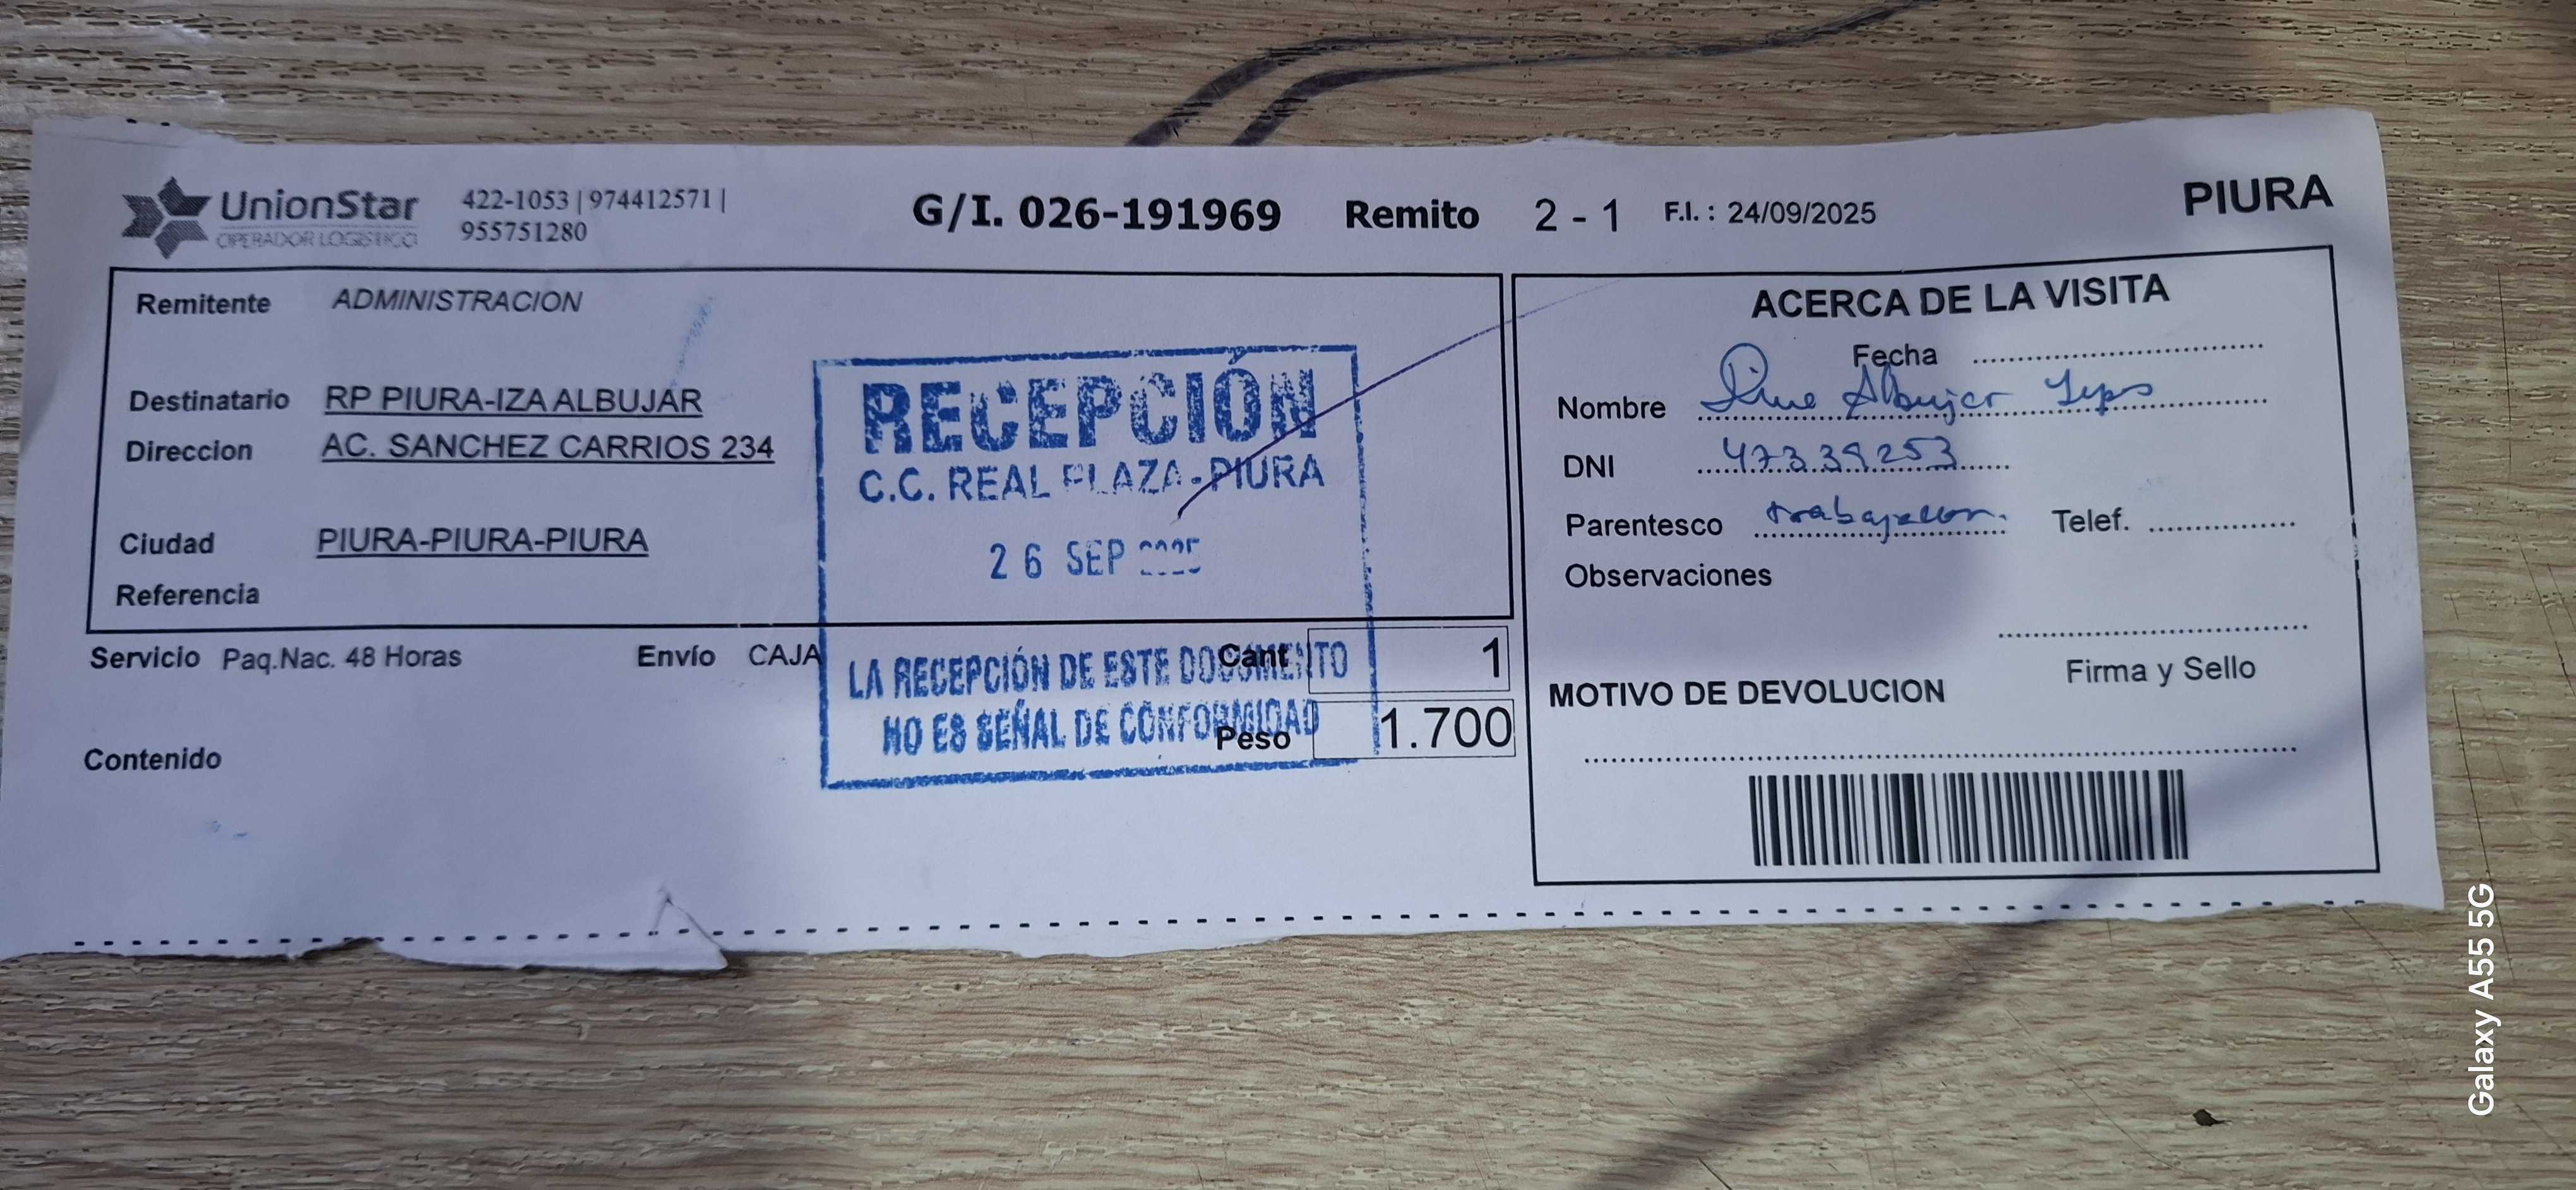 UnionStar
OPERADOR LOGISTICO
422-1053 | 974412571 |
955751280
G/I. 026-191969 Remito 2 - 1 F.I. : 24/09/2025
PIURA
Remitente ADMINISTRACION
Destinatario RP PIURA-IZA ALBUJAR
Direccion AC. SANCHEZ CARRIOS 234
Ciudad PIURA-PIURA-PIURA
Referencia
Servicio Paq.Nac. 48 Horas Envío CAJA
Cant 1
Peso 1.700
Contenido
RECEPCIÓN
C.C. REAL PLAZA-PIURA
26 SEP 2025
LA RECEPCIÓN DE ESTE DOCUMENTO
NO ES SEÑAL DE CONFORMIDAD
ACERCA DE LA VISITA
Fecha
Nombre Albujar
DNI 47339253
Parentesco trabajador. Telef.
Observaciones
Firma y Sello
MOTIVO DE DEVOLUCION
Galaxy A55 5G